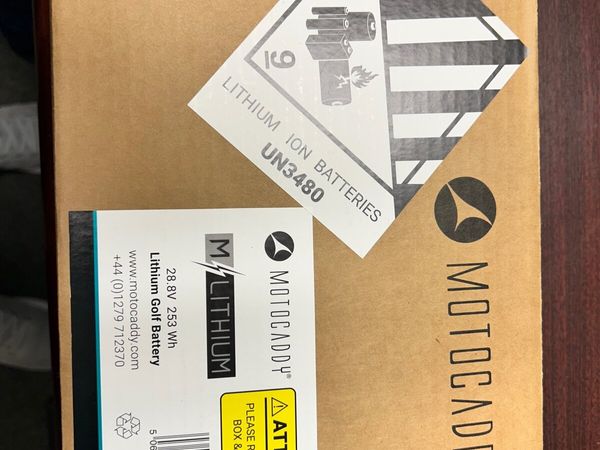 9
LITHIUM ION BATTERIES
UN3480
MOTOCADDY
MOTOCADDY®
M LITHIUM
28.8V 253 Wh
Lithium Golf Battery
www.motocaddy.com
+44 (0)1279 712370
PLEASE
BOX &